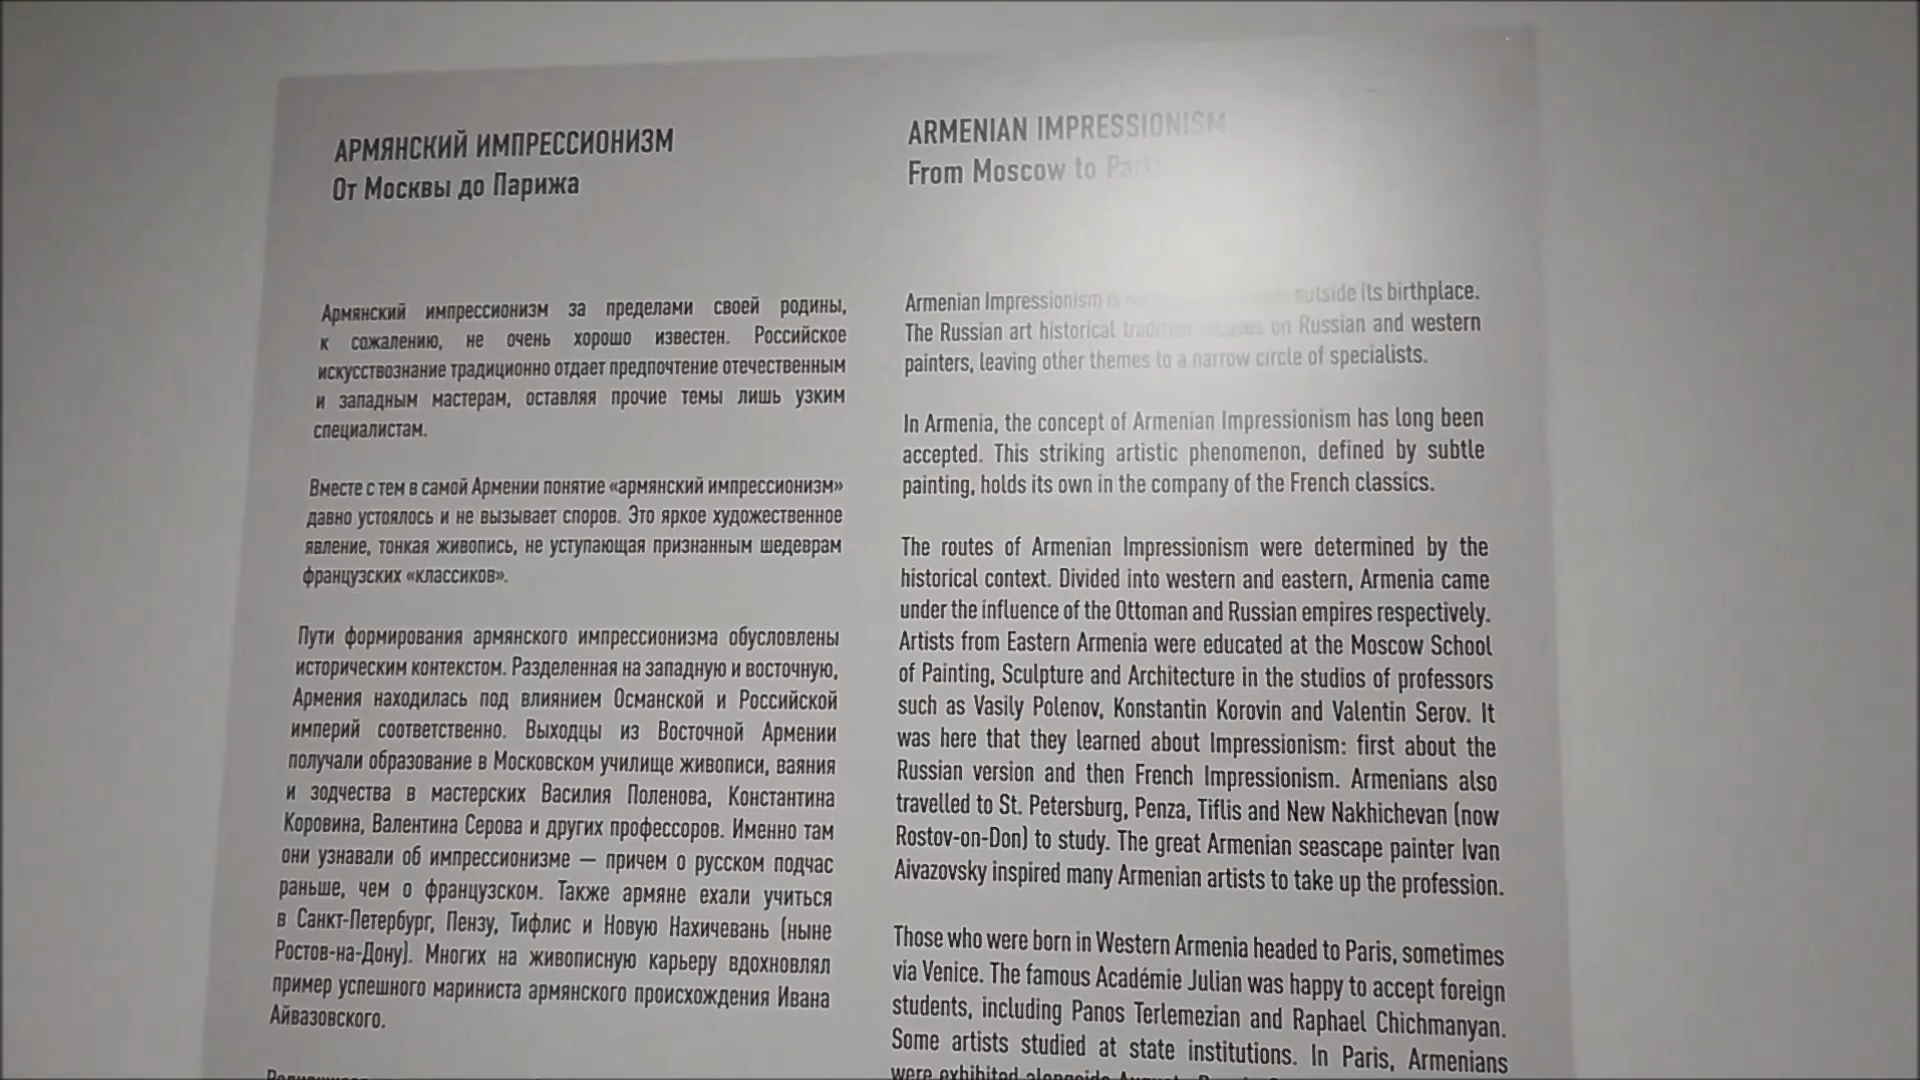 АРМЯНСКИЙ ИМПРЕССИОНИЗМ
От Москвы до Парижа
Армянский импрессионизм за пределами своей родины,
к сожалению, не очень хорошо известен. Российское
искусствознание традиционно отдает предпочтение отечественным
и западным мастерам, оставляя прочие темы лишь узким
специалистам.
Вместе с тем в самой Армении понятие «армянский импрессионизм»
давно устоялось и не вызывает споров. Это яркое художественное
явление, тонкая живопись, не уступающая признанным шедеврам
французских «классиков».
Пути формирования армянского импрессионизма обусловлены
историческим контекстом. Разделенная на западную и восточную,
Армения находилась под влиянием Османской и Российской
империй соответственно. Выходцы из Восточной Армении
получали образование в Московском училище живописи, ваяния
и зодчества в мастерских Василия Поленова, Константина
Коровина, Валентина Серова и других профессоров. Именно там
они узнавали об импрессионизме — причем о русском подчас
раньше, чем о французском. Также армяне ехали учиться
в Санкт-Петербург, Пензу, Тифлис и Новую Нахичевань (ныне
Ростов-на-Дону). Многих на живописную карьеру вдохновлял
пример успешного мариниста армянского происхождения Ивана
Айвазовского.
ARMENIAN IMPRESSIONISM
From Moscow to Paris
Armenian Impressionism is outside its birthplace.
The Russian art historical tradition focuses on Russian and western
painters, leaving other themes to a narrow circle of specialists.
In Armenia, the concept of Armenian Impressionism has long been
accepted. This striking artistic phenomenon, defined by subtle
painting, holds its own in the company of the French classics.
The routes of Armenian Impressionism were determined by the
historical context. Divided into western and eastern, Armenia came
under the influence of the Ottoman and Russian empires respectively.
Artists from Eastern Armenia were educated at the Moscow School
of Painting, Sculpture and Architecture in the studios of professors
such as Vasily Polenov, Konstantin Korovin and Valentin Serov. It
was here that they learned about Impressionism: first about the
Russian version and then French Impressionism. Armenians also
travelled to St. Petersburg, Penza, Tiflis and New Nakhichevan (now
Rostov-on-Don) to study. The great Armenian seascape painter Ivan
Aivazovsky inspired many Armenian artists to take up the profession.
Those who were born in Western Armenia headed to Paris, sometimes
via Venice. The famous Académie Julian was happy to accept foreign
students, including Panos Terlemezian and Raphael Chichmanyan.
Some artists studied at state institutions. In Paris, Armenians
were exhibited alongside